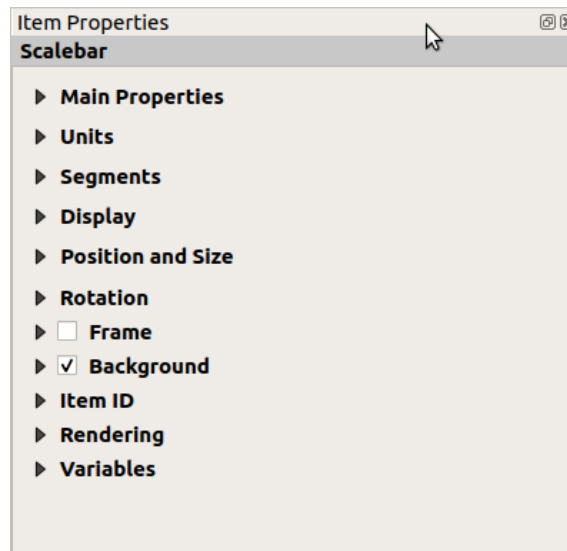 Item Properties
Scalebar
Main Properties
Units
Segments
Display
Position and Size
Rotation
Frame
Background
Item ID
Rendering
Variables